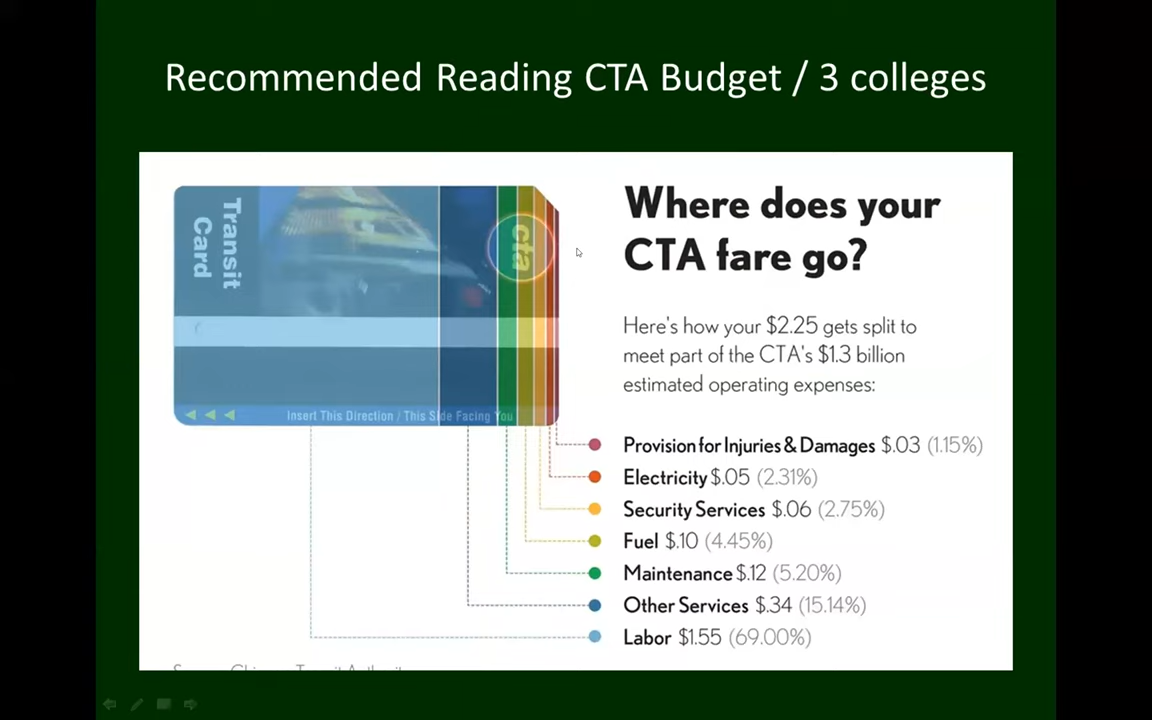 Recommended Reading CTA Budget / 3 colleges
Transit
Card
cta
Insert This Direction / This Side Facing You
Where does your
CTA fare go?
Here's how your $2.25 gets split to
meet part of the CTA's $1.3 billion
estimated operating expenses:
Provision for Injuries & Damages $.03 (1.15%)
Electricity $.05 (2.31%)
Security Services $.06 (2.75%)
Fuel $.10 (4.45%)
Maintenance $.12 (5.20%)
Other Services $.34 (15.14%)
Labor $1.55 (69.00%)